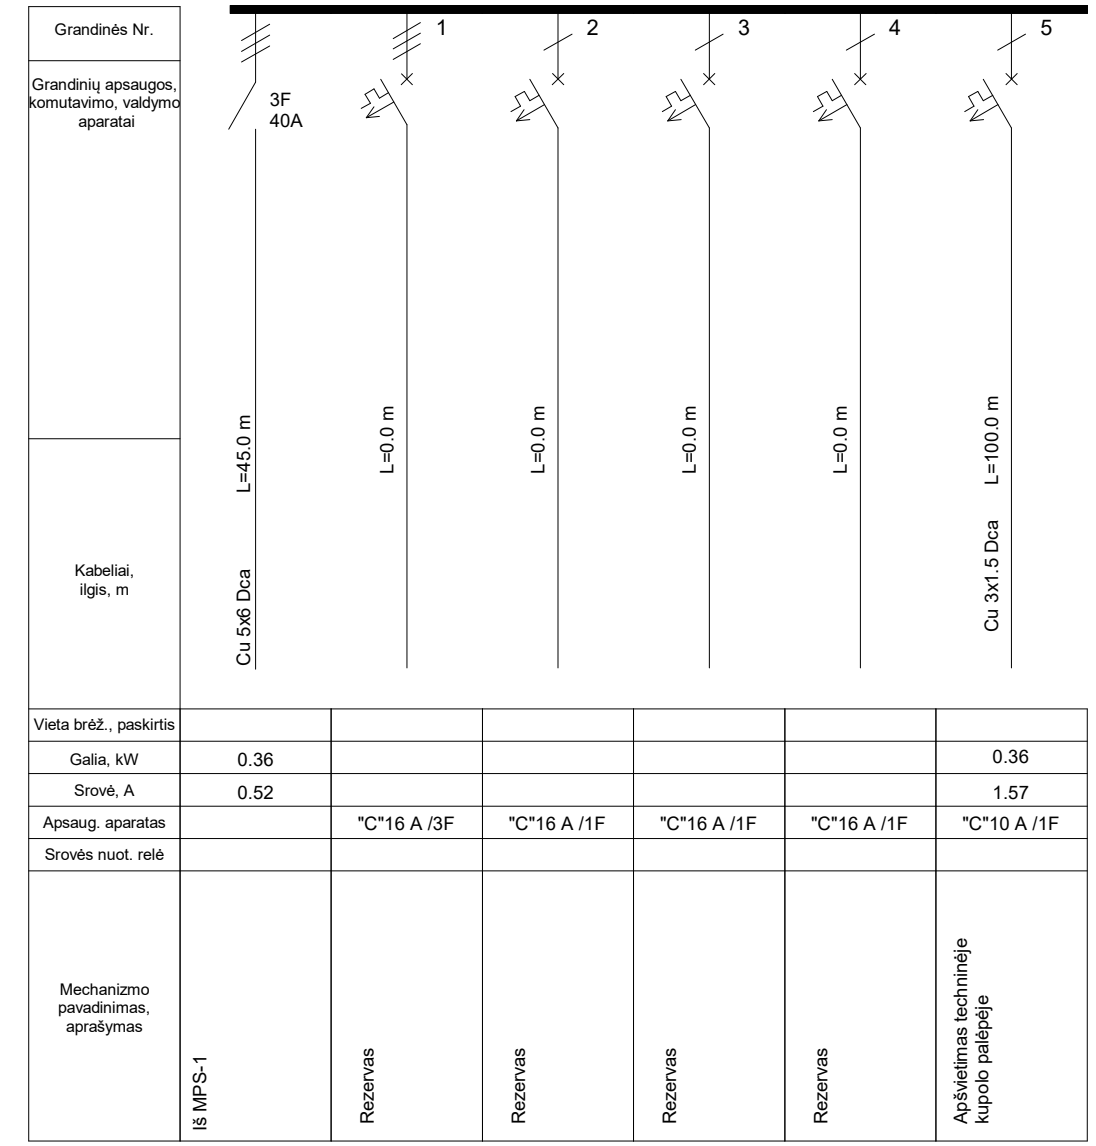 Grandinės Nr.
1
2
3
4
5
Grandinių apsaugos,
komutavimo, valdymo
aparatai
3F
40A
L=45.0 m
L=0.0 m
L=0.0 m
L=0.0 m
L=0.0 m
L=100.0 m
Kabeliai,
ilgis, m
Cu 5x6 Dca
Cu 3x1.5 Dca
Vieta brėž., paskirtis
Galia, kW
0.36
0.36
Srovė, A
0.52
1.57
Apsaug. aparatas
"C"16 A /3F
"C"16 A /1F
"C"16 A /1F
"C"16 A /1F
"C"10 A /1F
Srovės nuot. relė
Mechanizmo
pavadinimas,
aprašymas
Iš MPS-1
Rezervas
Rezervas
Rezervas
Rezervas
Apšvietimas techninėje
kupolo palėpėje